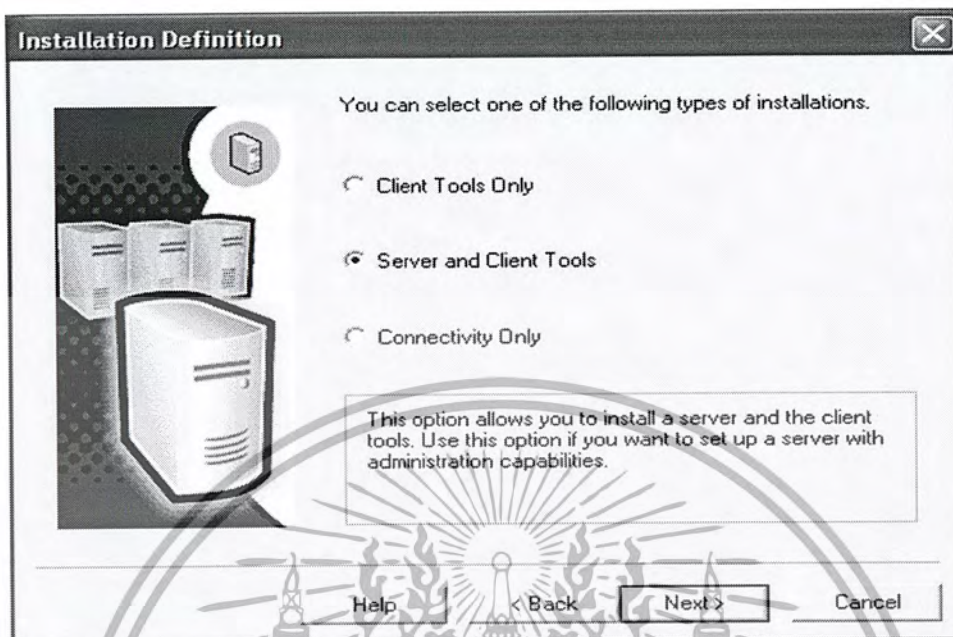 Installation Definition
You can select one of the following types of installations.
Client Tools Only
Server and Client Tools
Connectivity Only
This option allows you to install a server and the client
tools. Use this option if you want to set up a server with
administration capabilities.
Help
< Back
Next >
Cancel